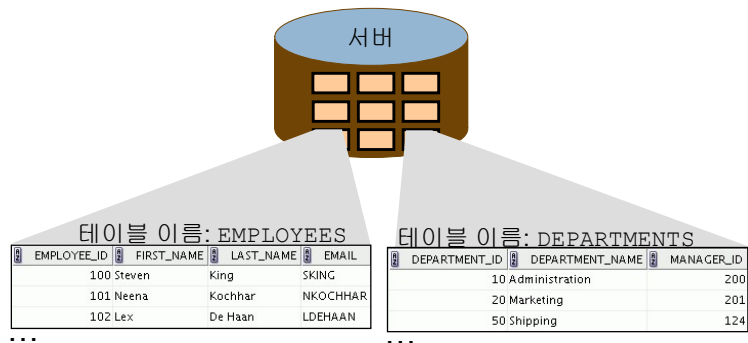 서버
테이블 이름: EMPLOYEES
EMPLOYEE_ID FIRST_NAME LAST_NAME EMAIL
100 Steven King SKING
101 Neena Kochhar NKOCHHAR
102 Lex De Haan LDEHAAN
...
테이블 이름: DEPARTMENTS
DEPARTMENT_ID DEPARTMENT_NAME MANAGER_ID
10 Administration 200
20 Marketing 201
50 Shipping 124
...